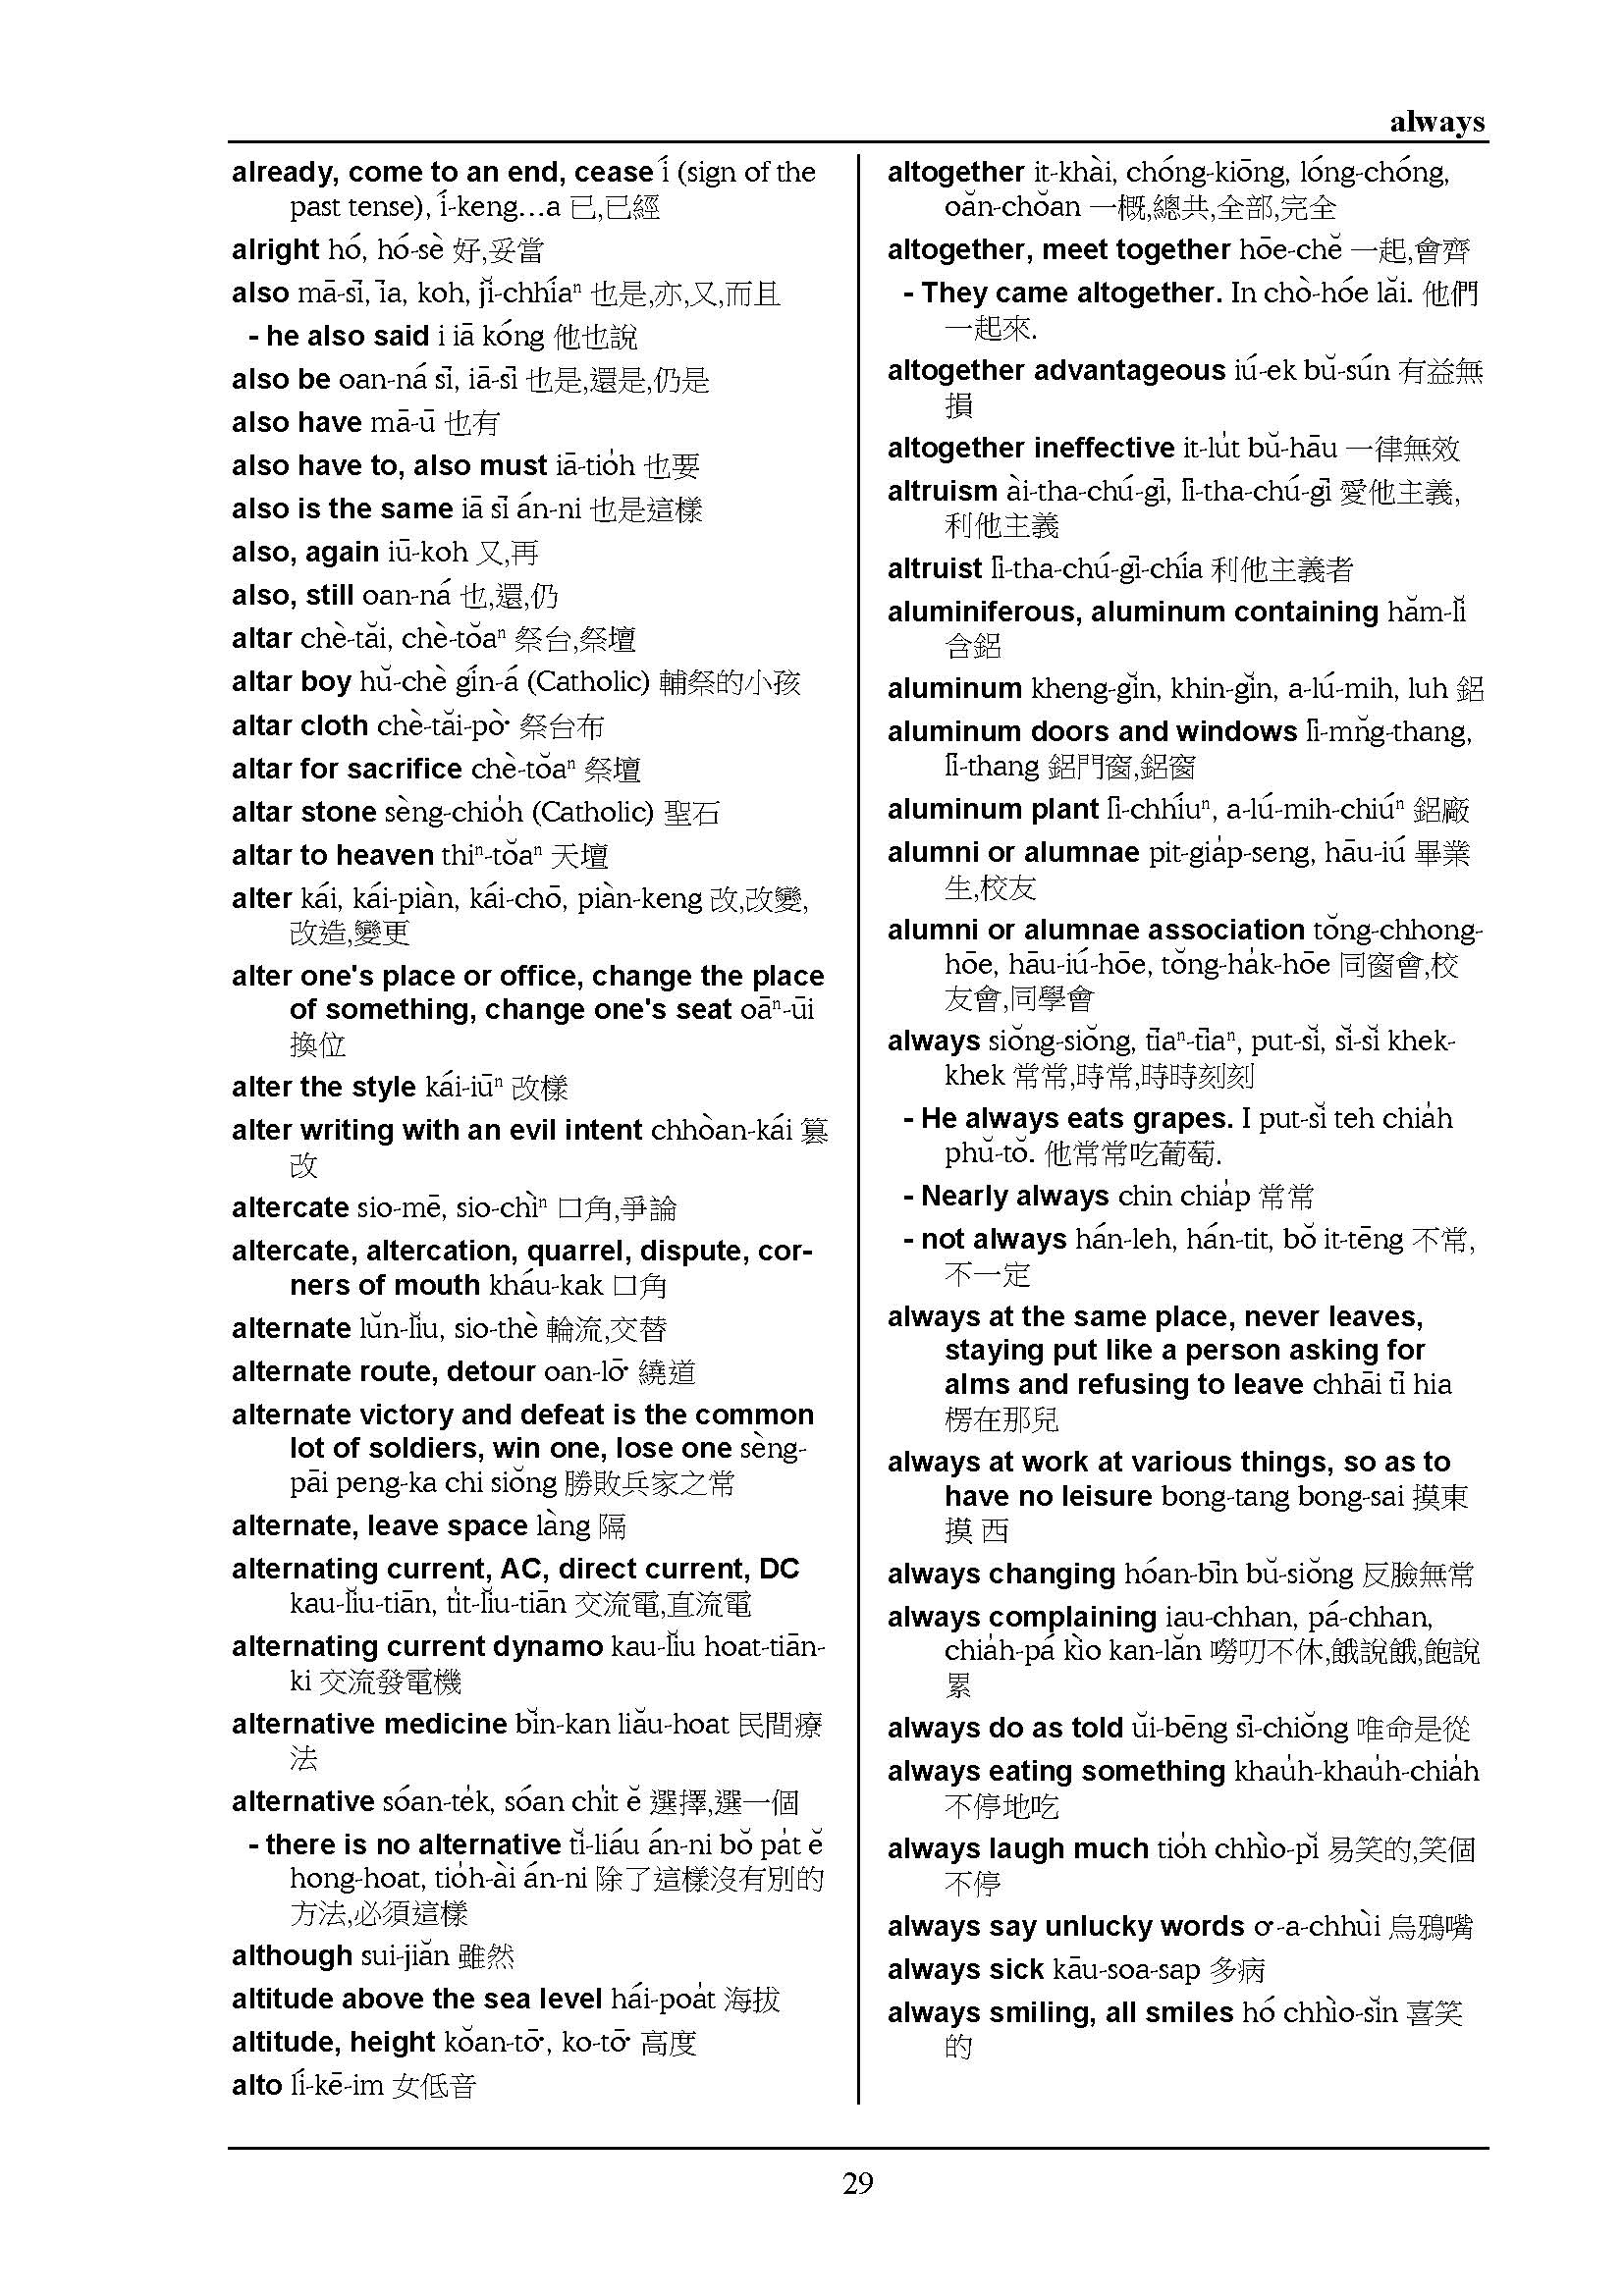 always
already, come to an end, cease í (sign of the
past tense), í-keng…a 已,已經
alright hó, hó-sè 好,妥當
also mā-sī, īa, koh, jĭ-chhíaⁿ 也是,亦,又,而且
- he also said i iā kóng 他也說
also be oan-ná sī, iā-sī 也是,還是,仍是
also have mā-ū 也有
also have to, also must iā-tio̍h 也要
also is the same iā sī án-ni 也是這樣
also, again iū-koh 又,再
also, still oan-ná 也,還,仍
altar chè-tăi, chè-tŏaⁿ 祭台,祭壇
altar boy hŭ-chè gín-á (Catholic) 輔祭的小孩
altar cloth chè-tăi-pò͘ 祭台布
altar for sacrifice chè-tŏaⁿ 祭壇
altar stone sèng-chio̍h (Catholic) 聖石
altar to heaven thiⁿ-tŏaⁿ 天壇
alter kái, kái-piàn, kái-chō, piàn-keng 改,改變,
改造,變更
alter one's place or office, change the place
of something, change one's seat oāⁿ-ūi
換位
alter the style kái-iūⁿ 改樣
alter writing with an evil intent chhòan-kái 篡
改
altercate sio-mē, sio-chìⁿ 口角,爭論
altercate, altercation, quarrel, dispute, cor-
ners of mouth kháu-kak 口角
alternate lŭn-lĭu, sio-thè 輪流,交替
alternate route, detour oan-lō͘ 繞道
alternate victory and defeat is the common
lot of soldiers, win one, lose one sèng-
pāi peng-ka chi siŏng 勝敗兵家之常
alternate, leave space làng 隔
alternating current, AC, direct current, DC
kau-lĭu-tiān, ti̍t-lĭu-tiān 交流電,直流電
alternating current dynamo kau-lĭu hoat-tiān-
ki 交流發電機
alternative medicine bĭn-kan liău-hoat 民間療
法
alternative sóan-te̍k, sóan chi̍t ĕ 選擇,選一個
- there is no alternative tĭ-liáu án-ni bŏ pa̍t ĕ
hong-hoat, tio̍h-ài án-ni 除了這樣沒有別的
方法,必須這樣
although sui-jiăn 雖然
altitude above the sea level hái-poa̍t 海拔
altitude, height kŏan-tō͘, ko-tō͘ 高度
alto lí-kē-im 女低音
altogether it-khài, chóng-kiōng, lóng-chóng,
oăn-chŏan 一概,總共,全部,完全
altogether, meet together hōe-chĕ 一起,會齊
- They came altogether. In chò-hóe lăi. 他們
一起來.
altogether advantageous iú-ek bŭ-sún 有益無
損
altogether ineffective it-lu̍t bŭ-hāu 一律無效
altruism ài-tha-chú-gī, lī-tha-chú-gī 愛他主義,
利他主義
altruist lī-tha-chú-gī-chía 利他主義者
aluminiferous, aluminum containing hăm-lĭ
含鋁
aluminum kheng-gĭn, khin-gĭn, a-lú-mih, luh 鋁
aluminum doors and windows lī-mn̆g-thang,
lī-thang 鋁門窗,鋁窗
aluminum plant lī-chhíuⁿ, a-lú-mih-chiúⁿ 鋁廠
alumni or alumnae pit-gia̍p-seng, hāu-iú 畢業
生,校友
alumni or alumnae association tŏng-chhong-
hōe, hāu-iú-hōe, tŏng-ha̍k-hōe 同窗會,校
友會,同學會
always siŏng-siŏng, tīaⁿ-tīaⁿ, put-sĭ, sĭ-sĭ khek-
khek 常常,時常,時時刻刻
- He always eats grapes. I put-sĭ teh chia̍h
phŭ-tŏ. 他常常吃葡萄.
- Nearly always chin chia̍p 常常
- not always hán-leh, hán-tit, bŏ it-tēng 不常,
不一定
always at the same place, never leaves,
staying put like a person asking for
alms and refusing to leave chhāi tī hia
楞在那兒
always at work at various things, so as to
have no leisure bong-tang bong-sai 摸東
摸 西
always changing hóan-bīn bŭ-siŏng 反臉無常
always complaining iau-chhan, pá-chhan,
chia̍h-pá kìo kan-lăn 嘮叨不休,餓說餓,飽說
累
always do as told ŭi-bēng sī-chiŏng 唯命是從
always eating something khau̍h-khau̍h-chia̍h
不停地吃
always laugh much tio̍h chhìo-pĭ 易笑的,笑個
不停
always say unlucky words o͘-a-chhùi 烏鴉嘴
always sick kāu-soa-sap 多病
always smiling, all smiles hó chhìo-sĭn 喜笑
的
29